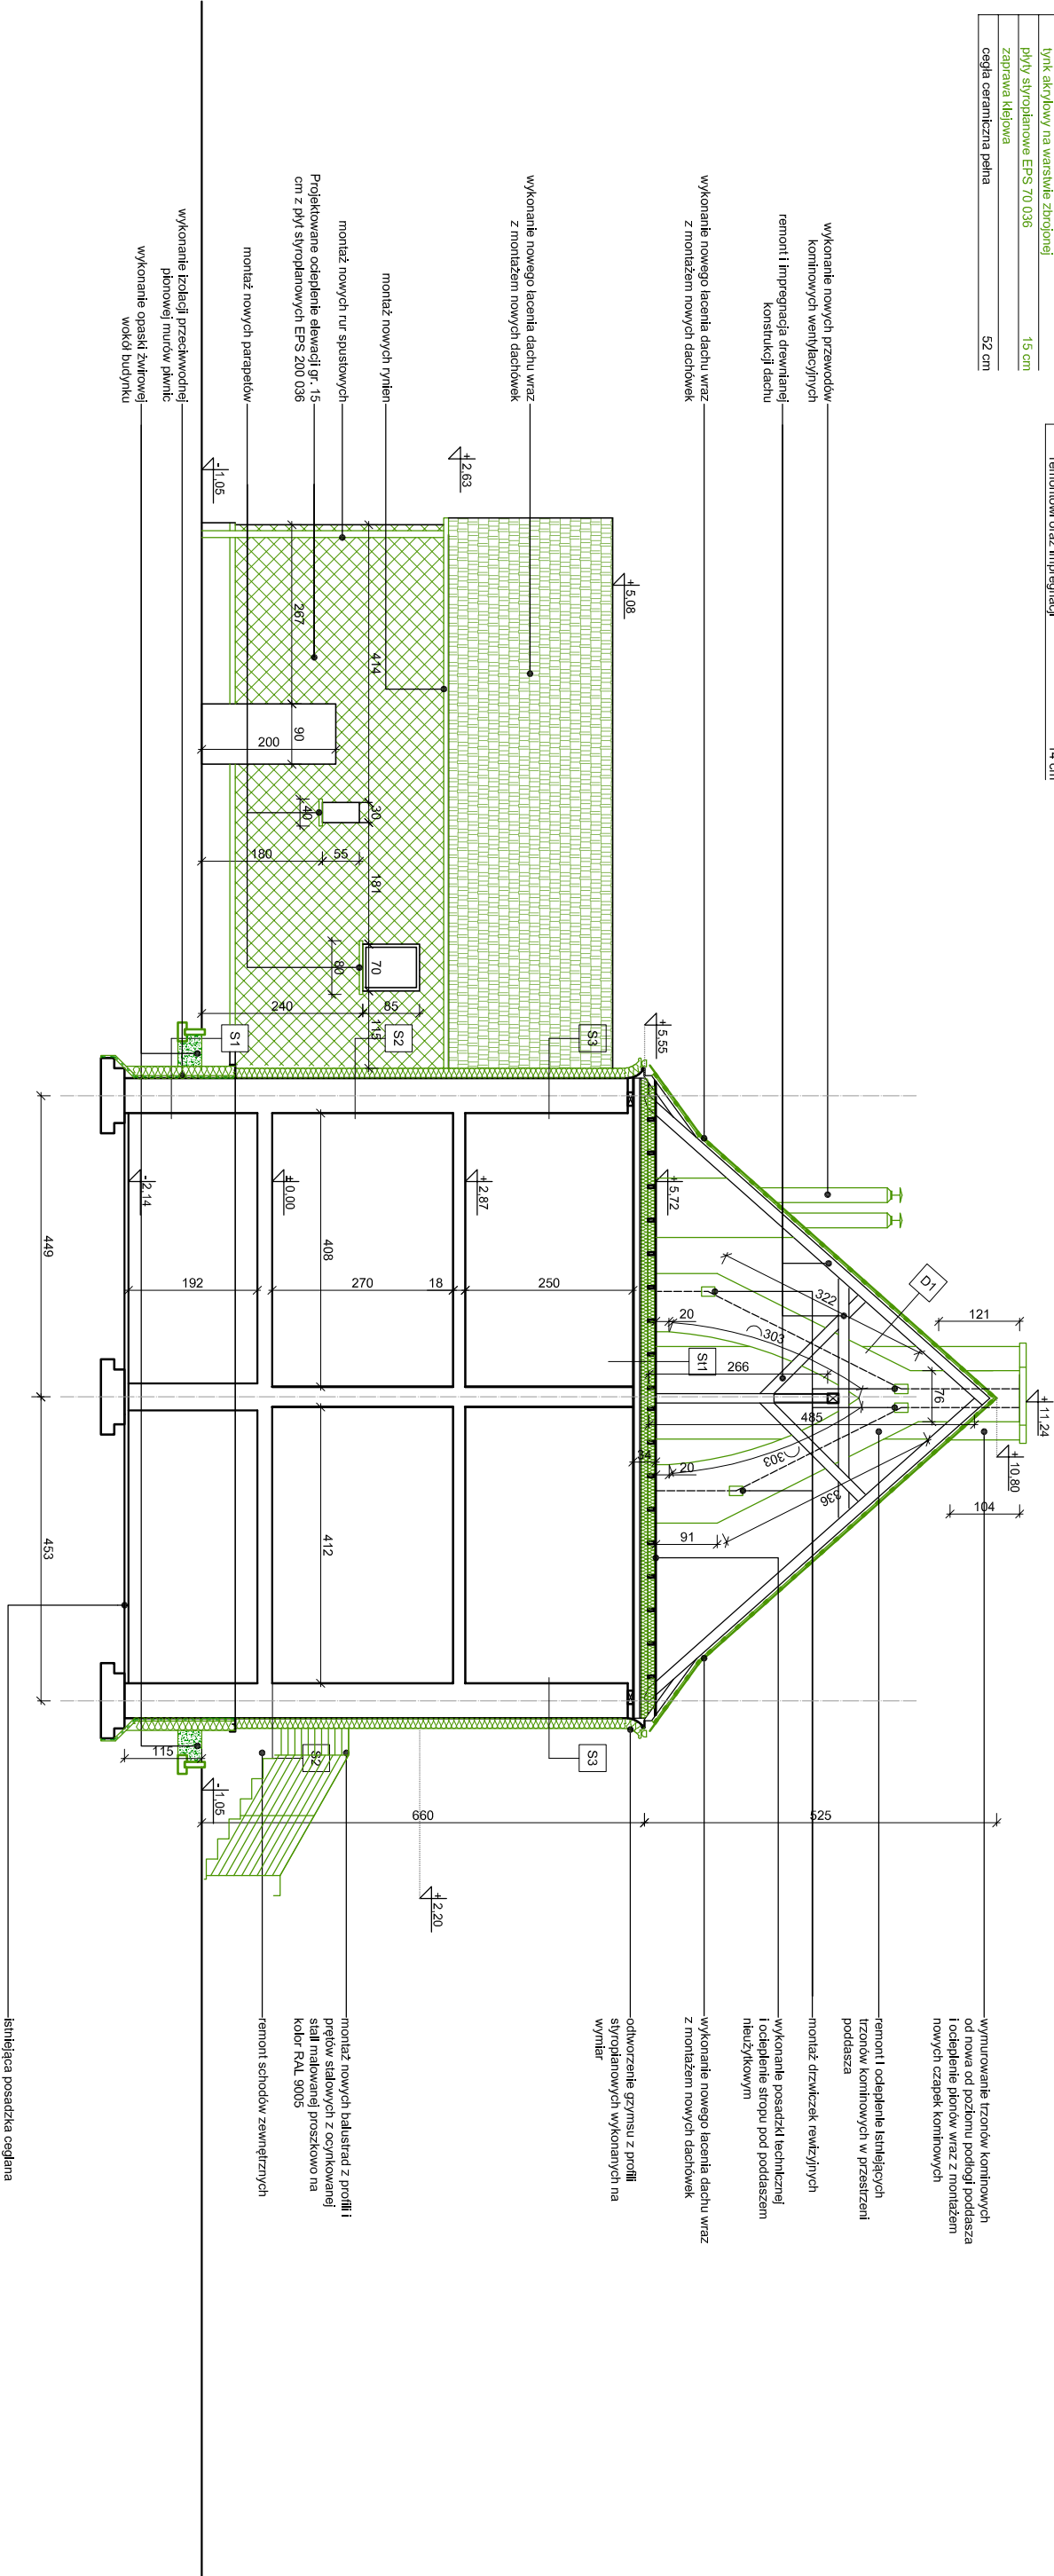 tynk akrylowy na warstwie zbrojonej
płyty styropianowe EPS 70 036 15 cm
zaprawa klejowa
cegła ceramiczna pełna 52 cm
14 cm
wykonanie nowych przewodów
kominowych wentylacyjnych
remont i impregnacja drewnianej
konstrukcji dachu
wykonanie nowego łacenia dachu wraz
z montażem nowych dachówek
wykonanie nowego łacenia dachu wraz
z montażem nowych dachówek
montaż nowych rynien
montaż nowych rur spustowych
Projektowane ocieplenie elewacji gr. 15
cm z płyt styropianowych EPS 200 036
montaż nowych parapetów
wykonanie izolacji przeciwwodnej
pionowej murów piwnic
wykonanie opaski żwirowej
wokół budynku
+ 2,63
+ 5,08
- 1,05
267
414
90
200
40
30
180
55
181
80
70
240
85
115
S1
S2
S3
+ 5,55
+ 5,72
+ 2,87
± 0,00
- 2,14
449
453
192
408
270
18
250
412
D1
322
121
20
303
St1
266
76
485
34
20
303
336
91
104
+ 11,24
+ 10,80
S2
S3
115
- 1,05
660
525
+ 2,20
wymurowanie trzonów kominowych
od nowa od poziomu podłogi poddasza
i ocieplenie pionów wraz z montażem
nowych czapek kominowych
remont i ocieplenie istniejących
trzonów kominowych w przestrzeni
poddasza
montaż drzwiczek rewizyjnych
wykonanie posadzki technicznej
i ocieplenie stropu pod poddaszem
nieużytkowym
wykonanie nowego łacenia dachu wraz
z montażem nowych dachówek
odtworzenie gzymsu z profili
styropianowych wykonanych na
wymiar
montaż nowych balustrad z profili i
prętów stalowych z ocynkowanej
stali malowanej proszkowo na
kolor RAL 9005
remont schodów zewnętrznych
istniejąca posadzka ceglana